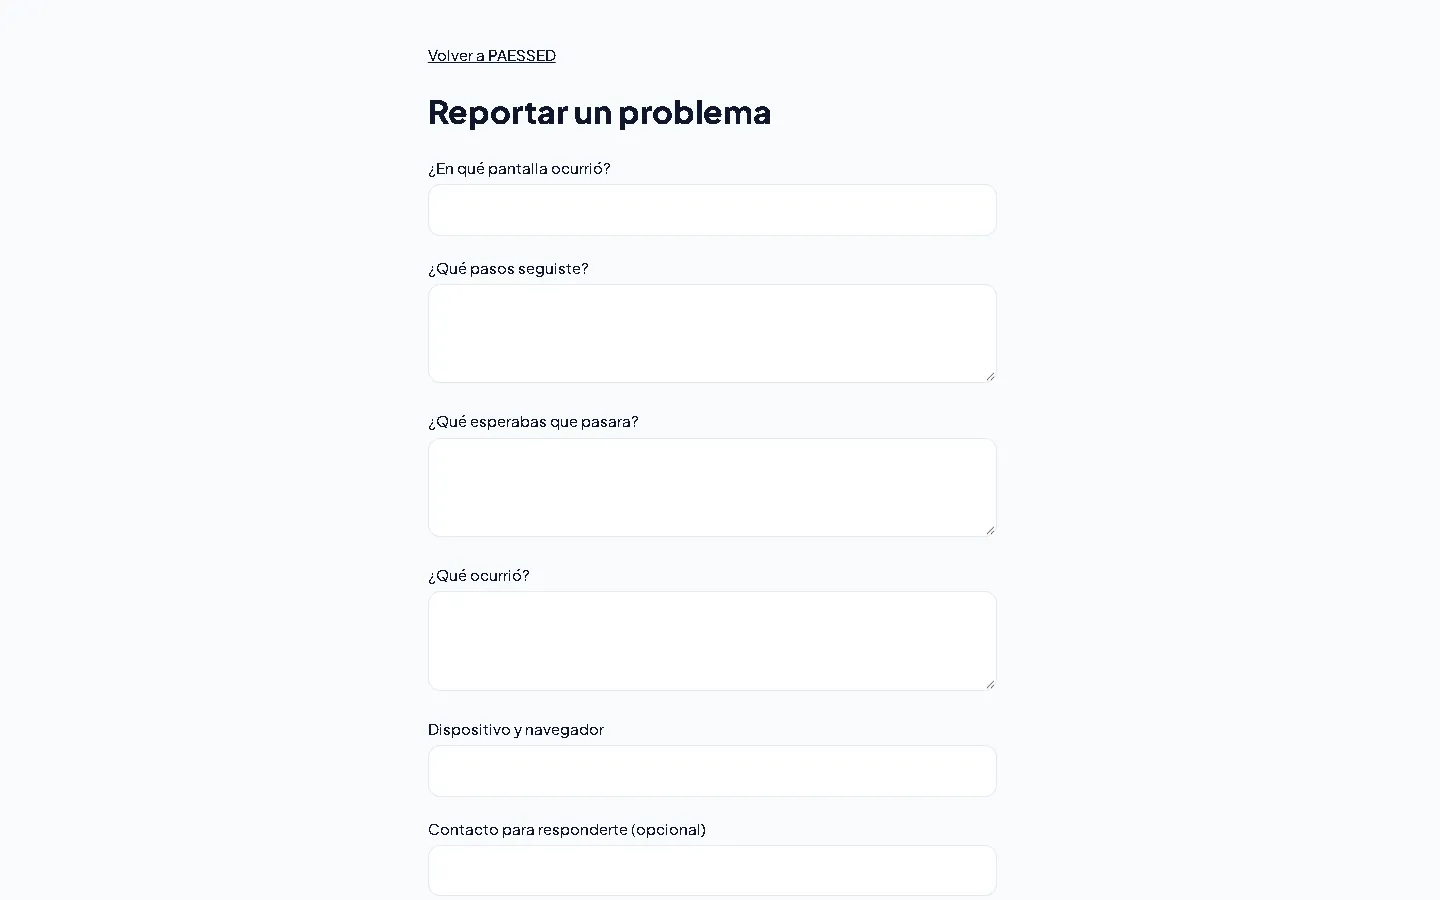 Volver a PAESSED
Reportar un problema
¿En qué pantalla ocurrió?
¿Qué pasos seguiste?
¿Qué esperabas que pasara?
¿Qué ocurrió?
Dispositivo y navegador
Contacto para responderte (opcional)